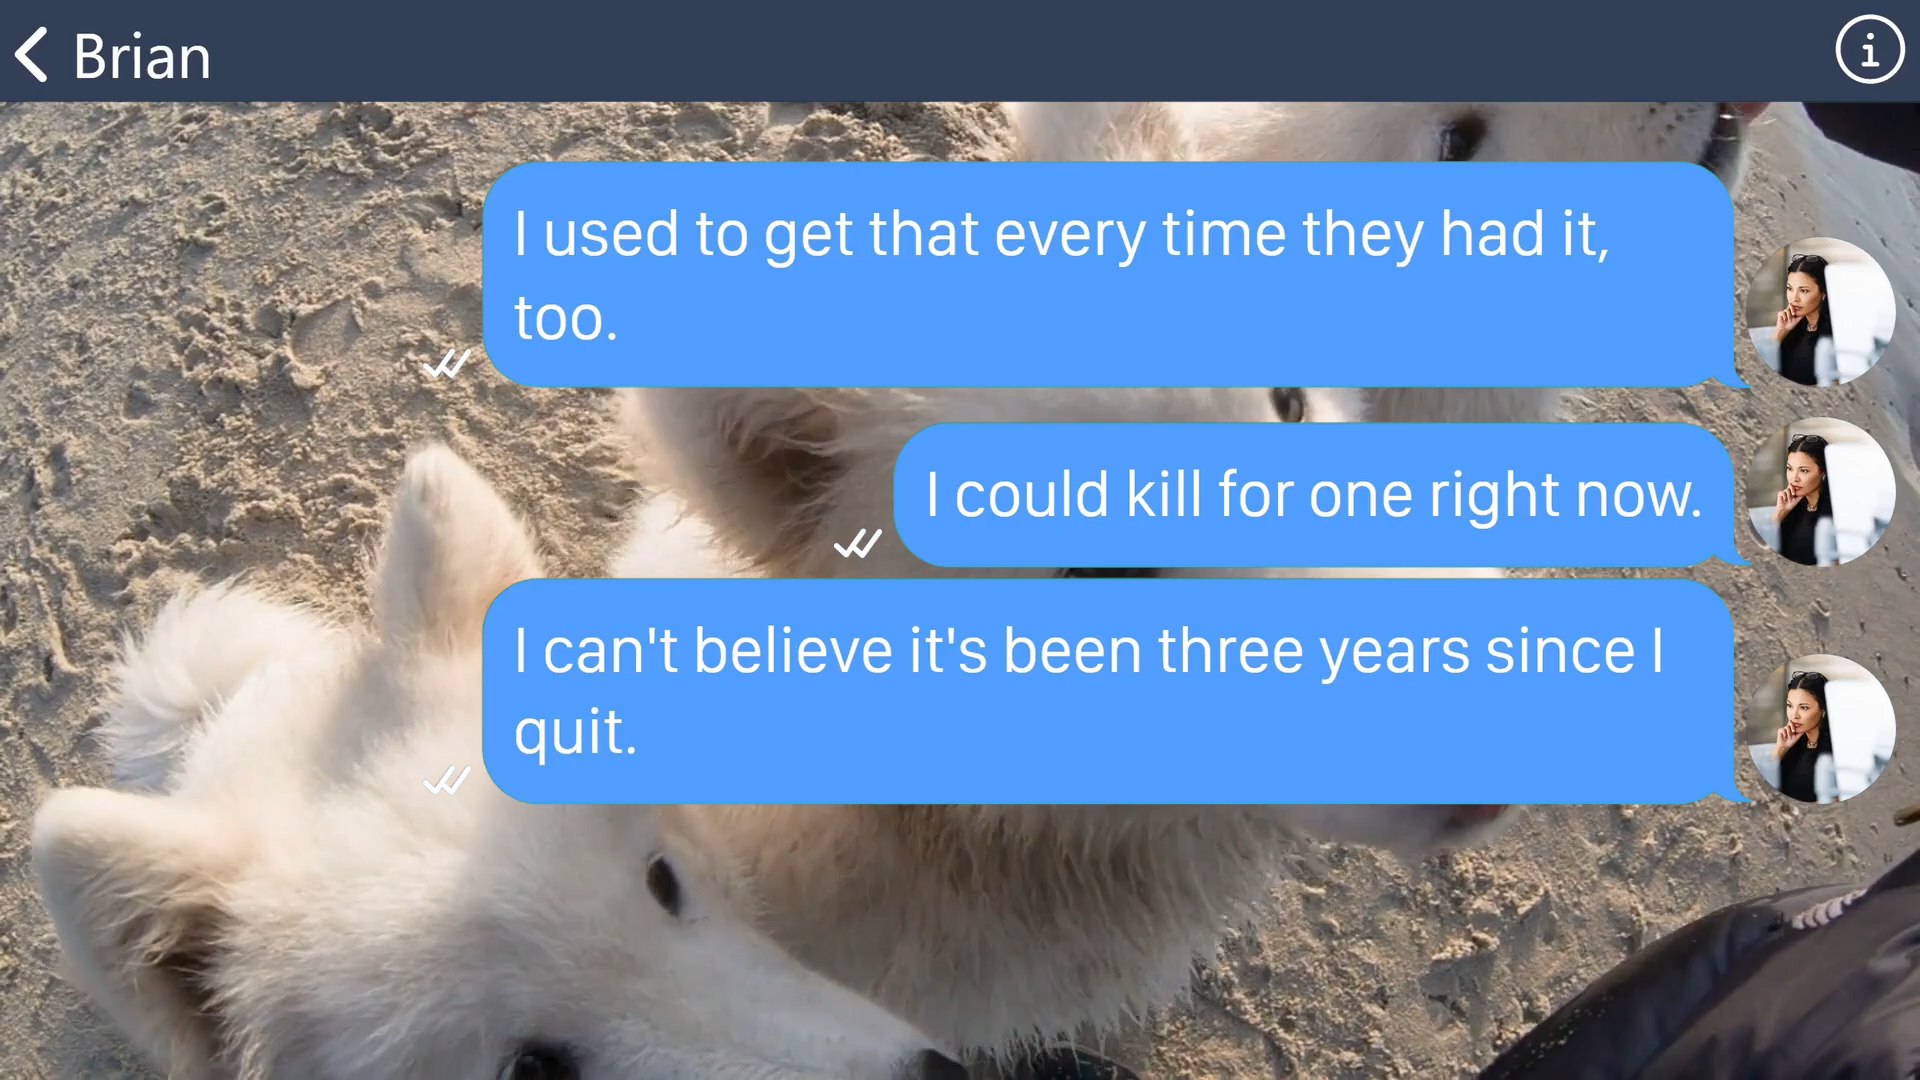 Brian
I used to get that every time they had it,
too.
I could kill for one right now.
I can't believe it's been three years since I
quit.